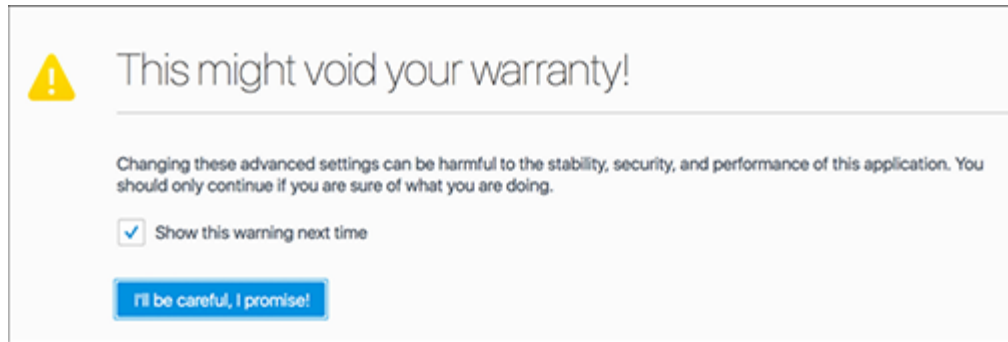 This might void your warranty!
Changing these advanced settings can be harmful to the stability, security, and performance of this application. You
should only continue if you are sure of what you are doing.
Show this warning next time
I'll be careful, I promise!